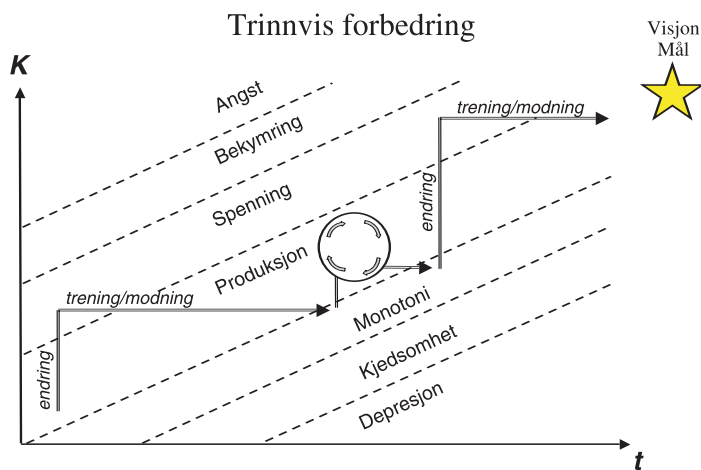 Trinnvis forbedring
Visjon
Mål
K
Angst
Bekymring
Spenning
Produksjon
trening/modning
endring
trening/modning
endring
Monotoni
Kjedsomhet
Depresjon
t